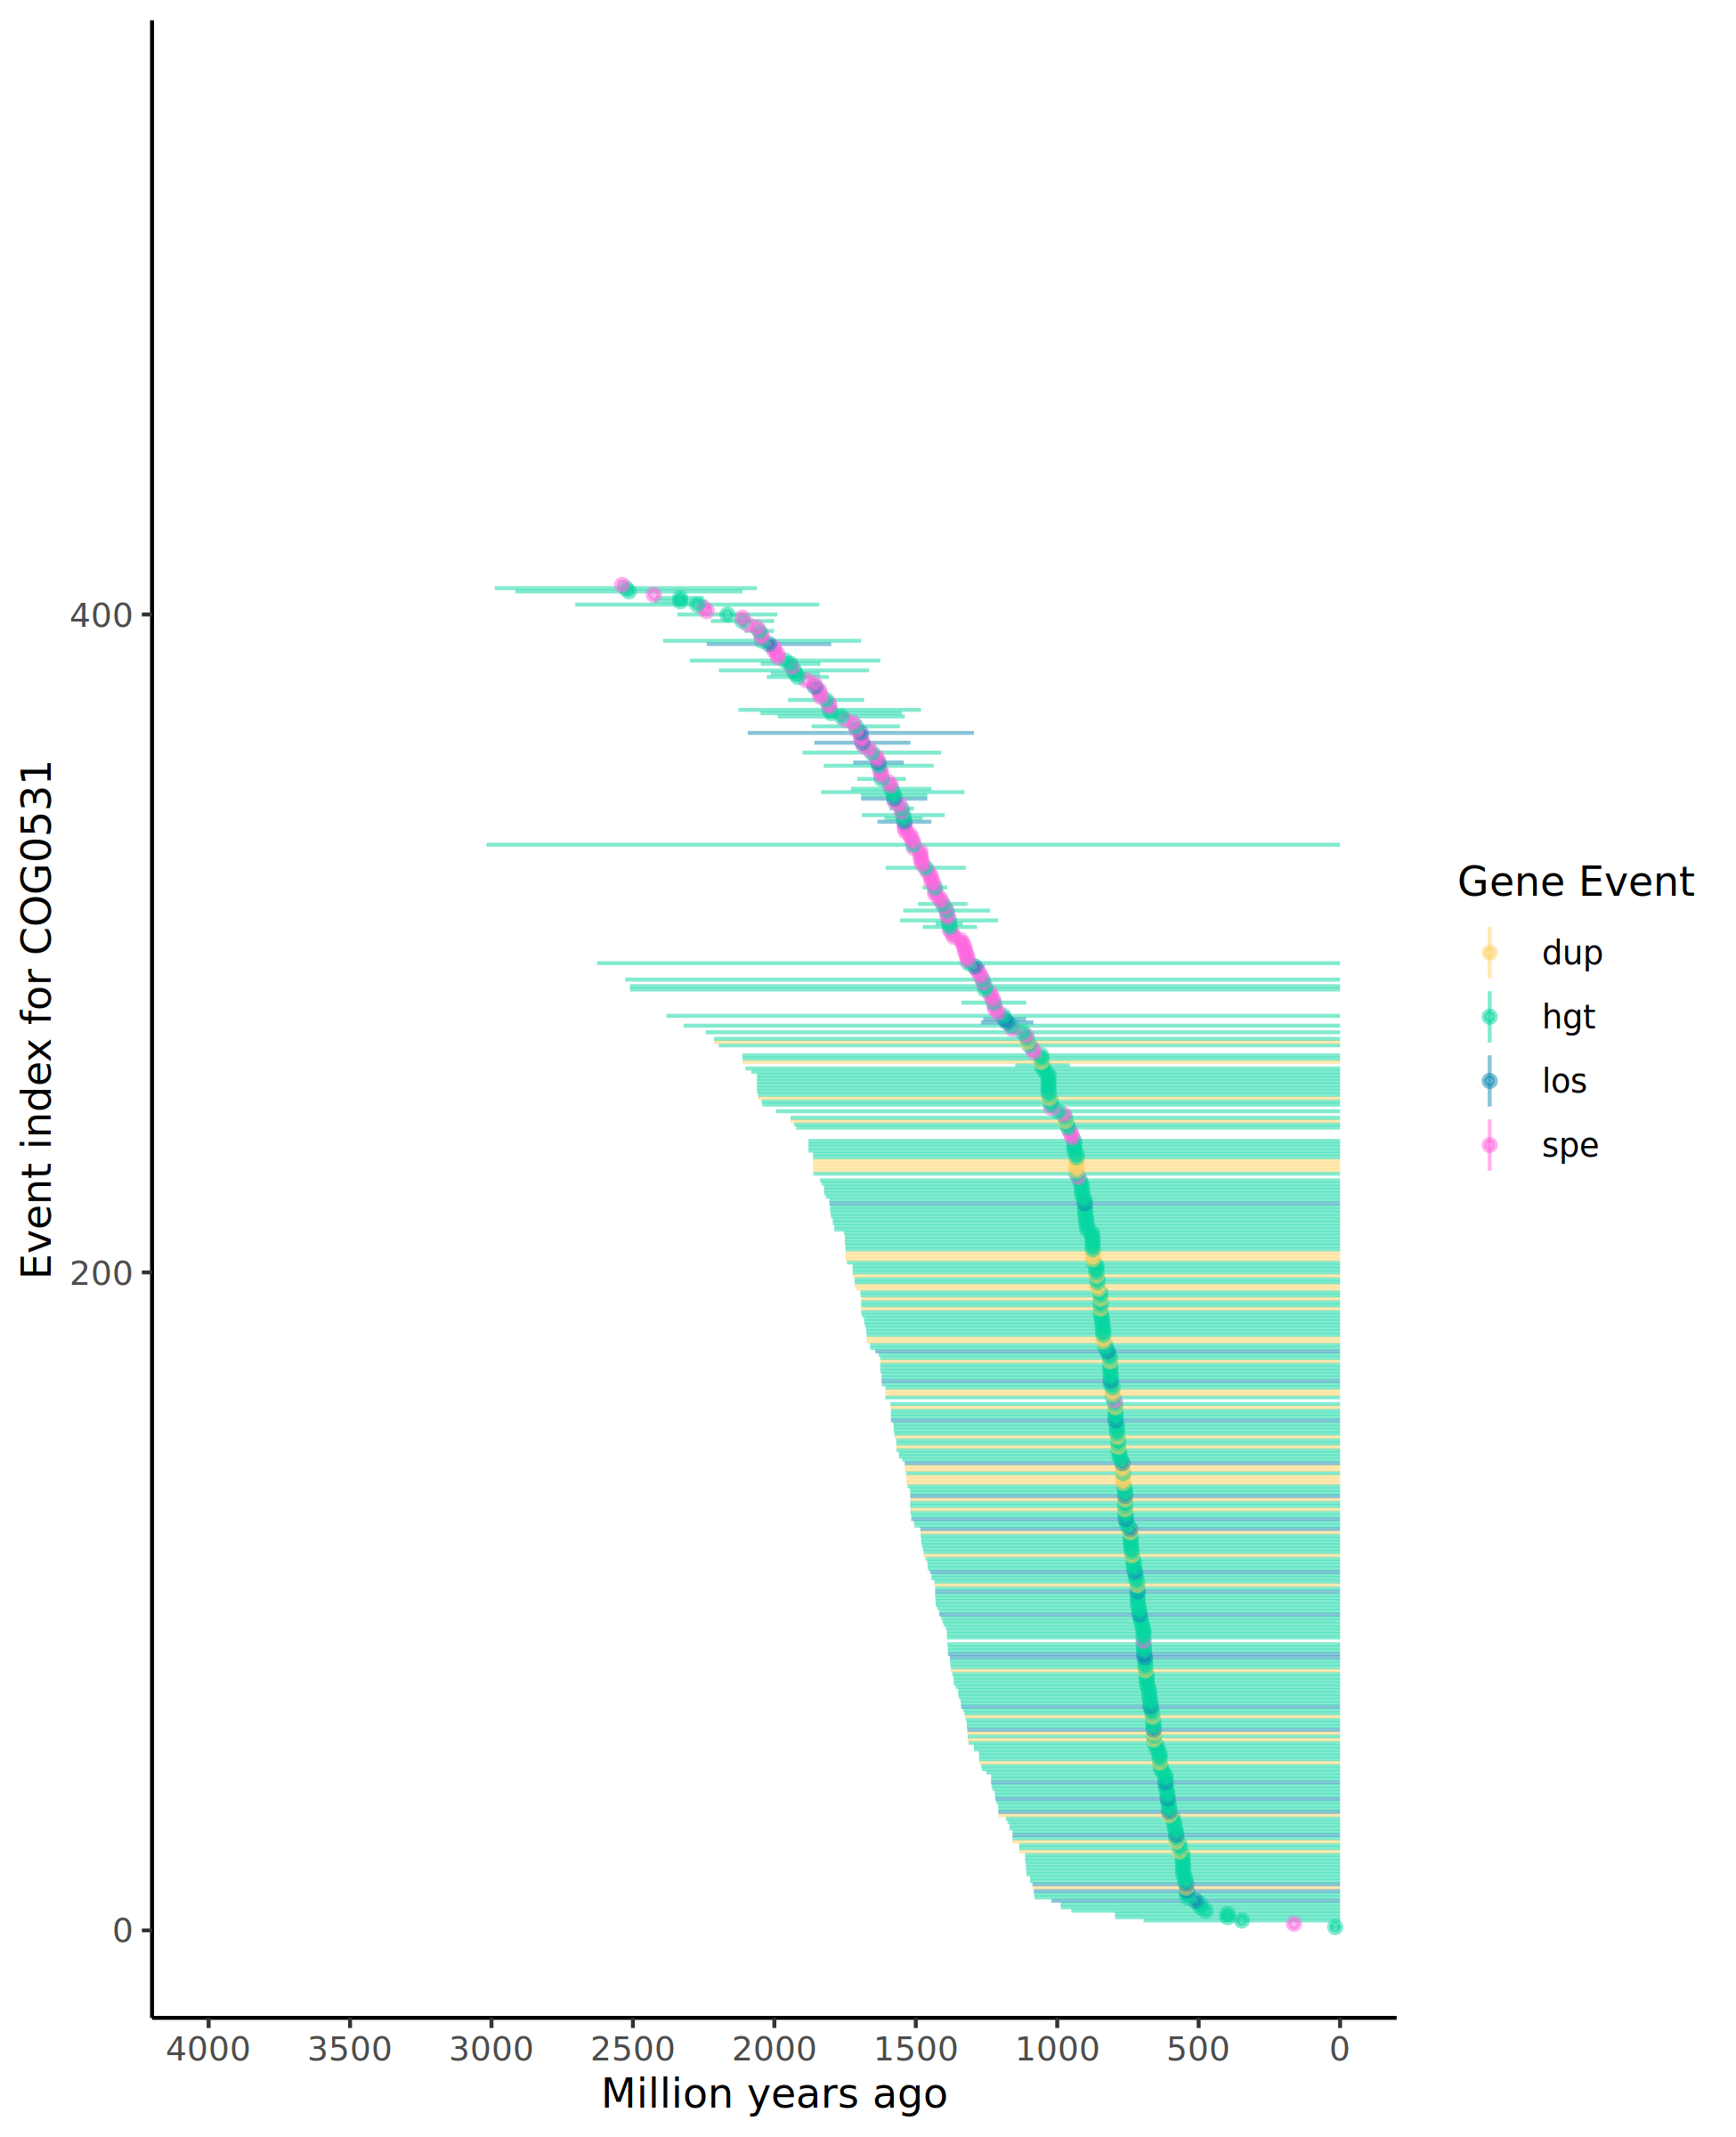 Event index for COG0531
400
200
0
4000 3500 3000 2500 2000 1500 1000 500 0
Million years ago
Gene Event
dup
hgt
los
spe